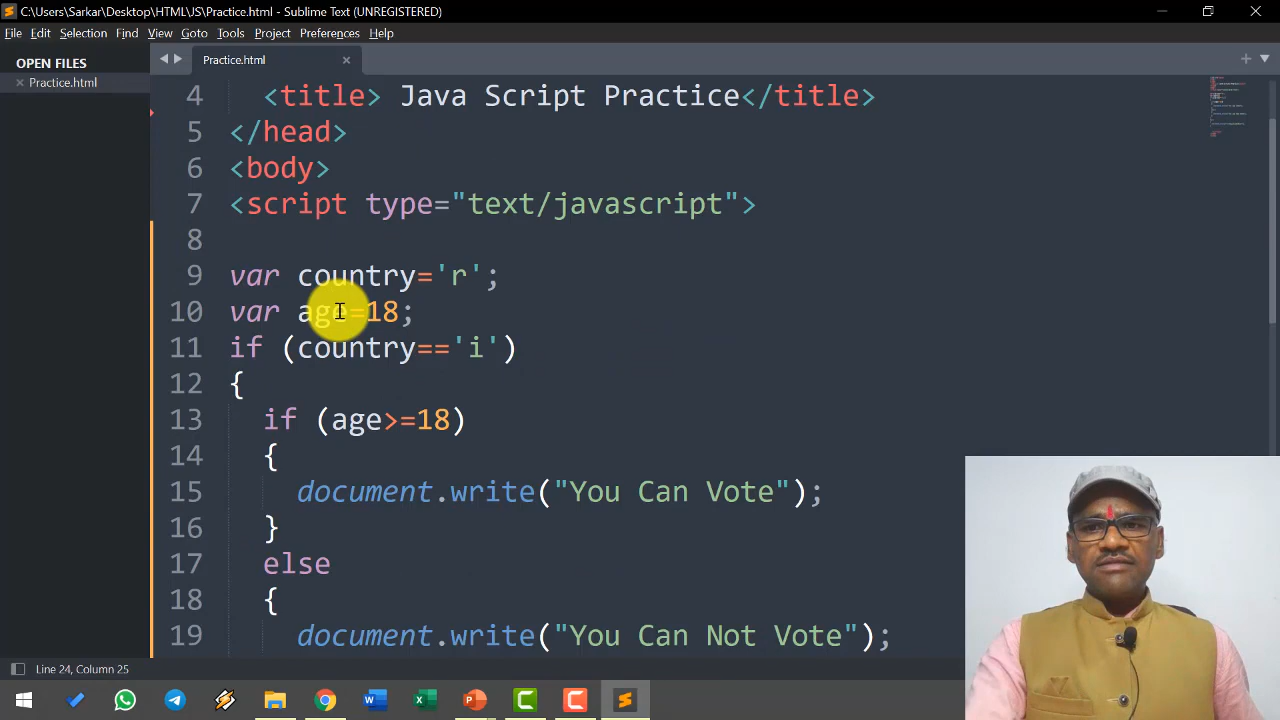 C:\Users\Sarkar\Desktop\HTML\JS\Practice.html - Sublime Text (UNREGISTERED)
File Edit Selection Find View Goto Tools Project Preferences Help
OPEN FILES
Practice.html
Practice.html
4 <title> Java Script Practice</title>
5 </head>
6 <body>
7 <script type="text/javascript">
8
9 var country='r';
10 var age=18;
11 if (country=='i')
12 {
13 if (age>=18)
14 {
15 document.write("You Can Vote");
16 }
17 else
18 {
19 document.write("You Can Not Vote");
Line 24, Column 25